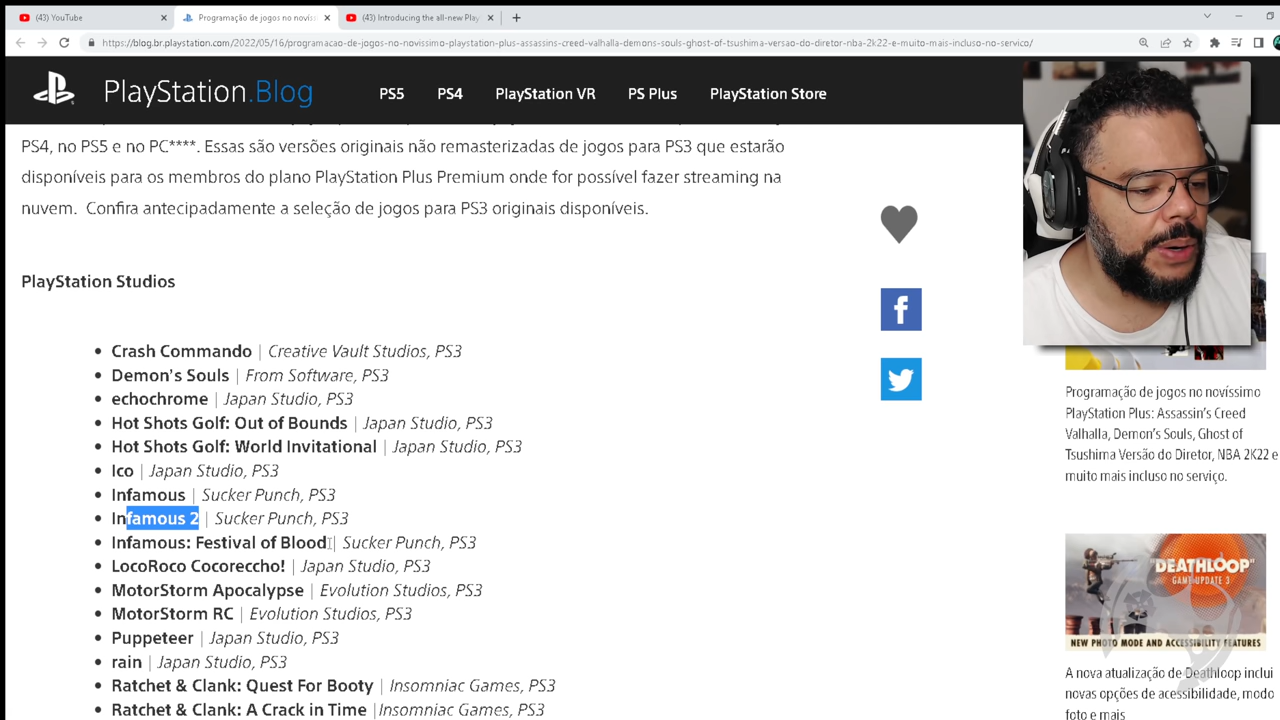 (43) YouTube
Programação de jogos no novíss
(43) Introducing the all-new Play
https://blog.br.playstation.com/2022/05/16/programacao-de-jogos-no-novissimo-playstation-plus-assassins-creed-valhalla-demons-souls-ghost-of-tsushima-versao-do-diretor-nba-2k22-e-muito-mais-incluso-no-servico/
PlayStation.Blog
PS5
PS4
PlayStation VR
PS Plus
PlayStation Store
PS4, no PS5 e no PC****. Essas são versões originais não remasterizadas de jogos para PS3 que estarão
disponíveis para os membros do plano PlayStation Plus Premium onde for possível fazer streaming na
nuvem. Confira antecipadamente a seleção de jogos para PS3 originais disponíveis.
PlayStation Studios
• Crash Commando | Creative Vault Studios, PS3
• Demon's Souls | From Software, PS3
• echochrome | Japan Studio, PS3
• Hot Shots Golf: Out of Bounds | Japan Studio, PS3
• Hot Shots Golf: World Invitational | Japan Studio, PS3
• Ico | Japan Studio, PS3
• Infamous | Sucker Punch, PS3
• Infamous 2 | Sucker Punch, PS3
• Infamous: Festival of Blood | Sucker Punch, PS3
• LocoRoco Cocoreccho! | Japan Studio, PS3
• MotorStorm Apocalypse | Evolution Studios, PS3
• MotorStorm RC | Evolution Studios, PS3
• Puppeteer | Japan Studio, PS3
• rain | Japan Studio, PS3
• Ratchet & Clank: Quest For Booty | Insomniac Games, PS3
• Ratchet & Clank: A Crack in Time |Insomniac Games, PS3
Programação de jogos no novíssimo
PlayStation Plus: Assassin's Creed
Valhalla, Demon's Souls, Ghost of
Tsushima Versão do Diretor, NBA 2K22 e
muito mais incluso no serviço.
"DEATHLOOP"
GAME UPDATE 3
NEW PHOTO MODE AND ACCESSIBILITY FEATURES
A nova atualização de Deathloop inclui
novas opções de acessibilidade, modo
foto e mais